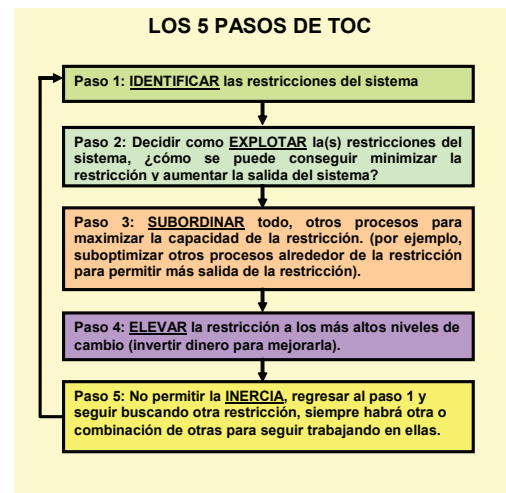 LOS 5 PASOS DE TOC
Paso 1: IDENTIFICAR las restricciones del sistema
Paso 2: Decidir como EXPLOTAR la(s) restricciones del
sistema, ¿cómo se puede conseguir minimizar la
restricción y aumentar la salida del sistema?
Paso 3: SUBORDINAR todo, otros procesos para
maximizar la capacidad de la restricción. (por ejemplo,
suboptimizar otros procesos alrededor de la restricción
para permitir más salida de la restricción).
Paso 4: ELEVAR la restricción a los más altos niveles de
cambio (invertir dinero para mejorarla).
Paso 5: No permitir la INERCIA, regresar al paso 1 y
seguir buscando otra restricción, siempre habrá otra o
combinación de otras para seguir trabajando en ellas.